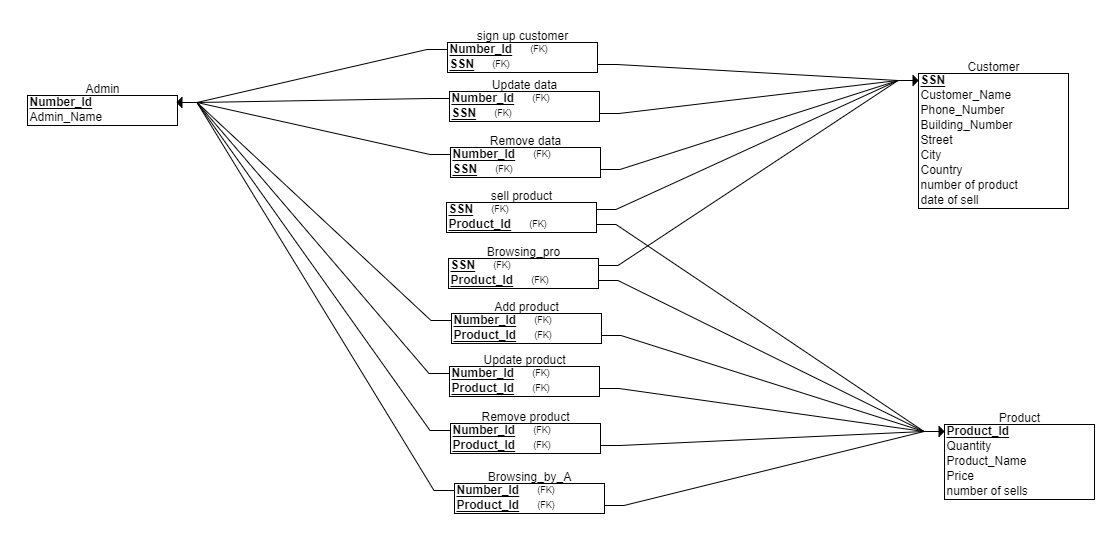 Admin
Number_Id
Admin_Name
sign up customer
Number_Id (FK)
SSN (FK)
Update data
Number_Id (FK)
SSN (FK)
Remove data
Number_Id (FK)
SSN (FK)
sell product
SSN (FK)
Product_Id (FK)
Browsing_pro
SSN (FK)
Product_Id (FK)
Add product
Number_Id (FK)
Product_Id (FK)
Update product
Number_Id (FK)
Product_Id (FK)
Remove product
Number_Id (FK)
Product_Id (FK)
Browsing_by_A
Number_Id (FK)
Product_Id (FK)
Customer
SSN
Customer_Name
Phone_Number
Building_Number
Street
City
Country
number of product
date of sell
Product
Product_Id
Quantity
Product_Name
Price
number of sells